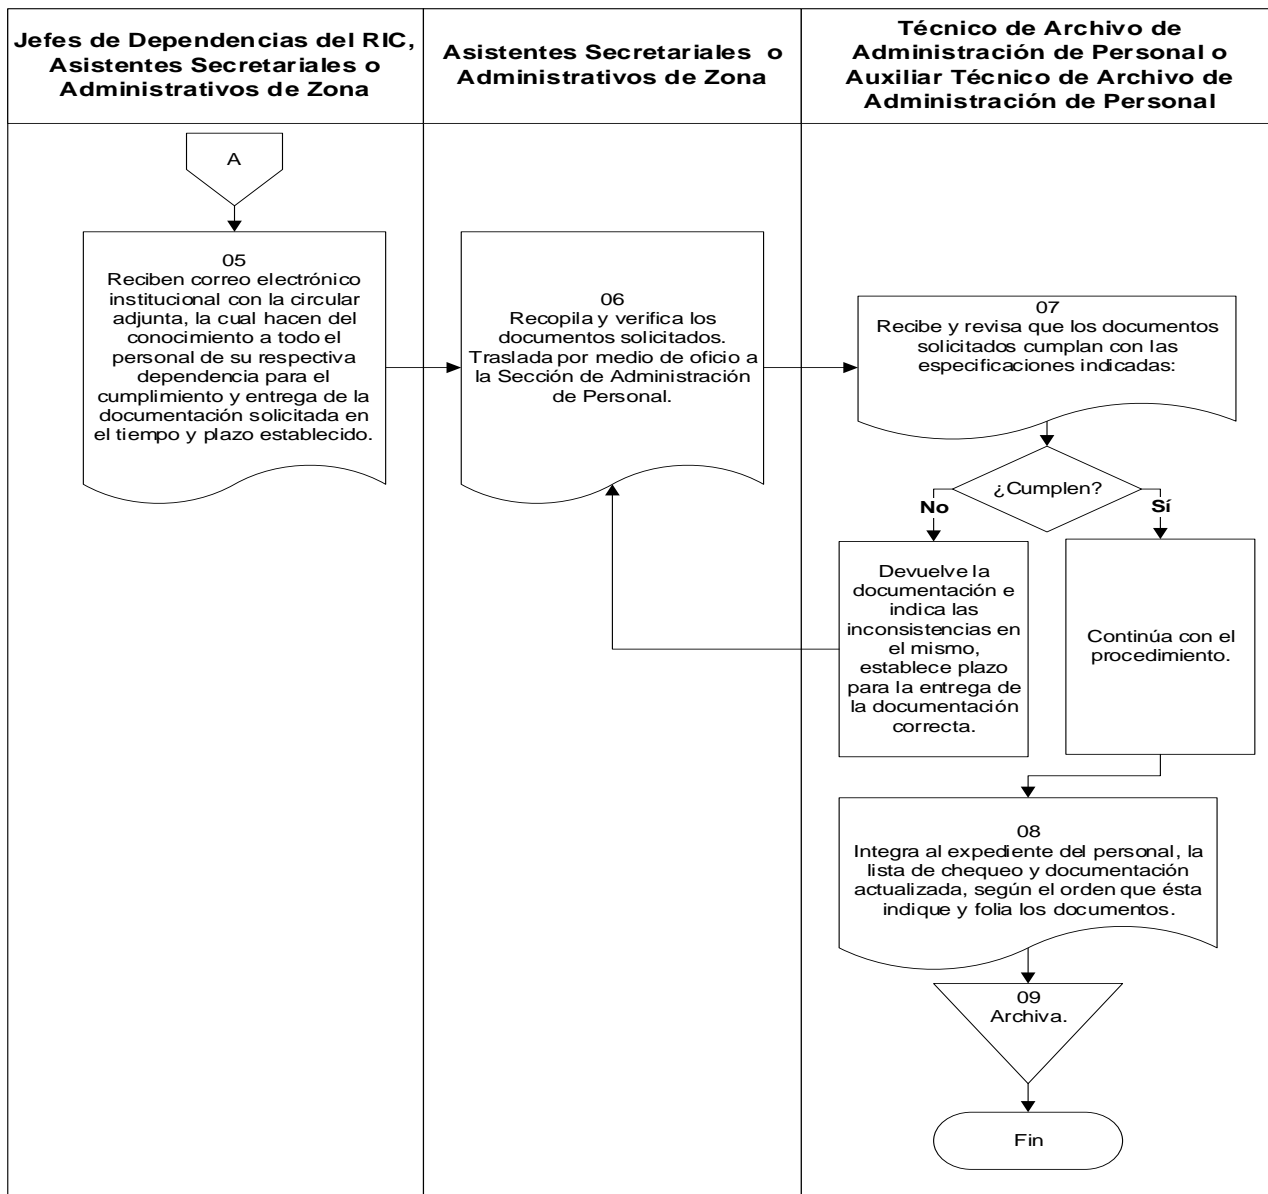 Jefes de Dependencias del RIC,
Asistentes Secretariales o
Administrativos de Zona
Asistentes Secretariales o
Administrativos de Zona
Técnico de Archivo de
Administración de Personal o
Auxiliar Técnico de Archivo de
Administración de Personal
A
05
Reciben correo electrónico
institucional con la circular
adjunta, la cual hacen del
conocimiento a todo el
personal de su respectiva
dependencia para el
cumplimiento y entrega de la
documentación solicitada en
el tiempo y plazo establecido.
06
Recopila y verifica los
documentos solicitados.
Traslada por medio de oficio a
la Sección de Administración
de Personal.
07
Recibe y revisa que los documentos
solicitados cumplan con las
especificaciones indicadas:
¿Cumplen?
No
Sí
Devuelve la
documentación e
indica las
inconsistencias en
el mismo,
establece plazo
para la entrega de
la documentación
correcta.
Continúa con el
procedimiento.
08
Integra al expediente del personal, la
lista de chequeo y documentación
actualizada, según el orden que ésta
indique y folia los documentos.
09
Archiva.
Fin